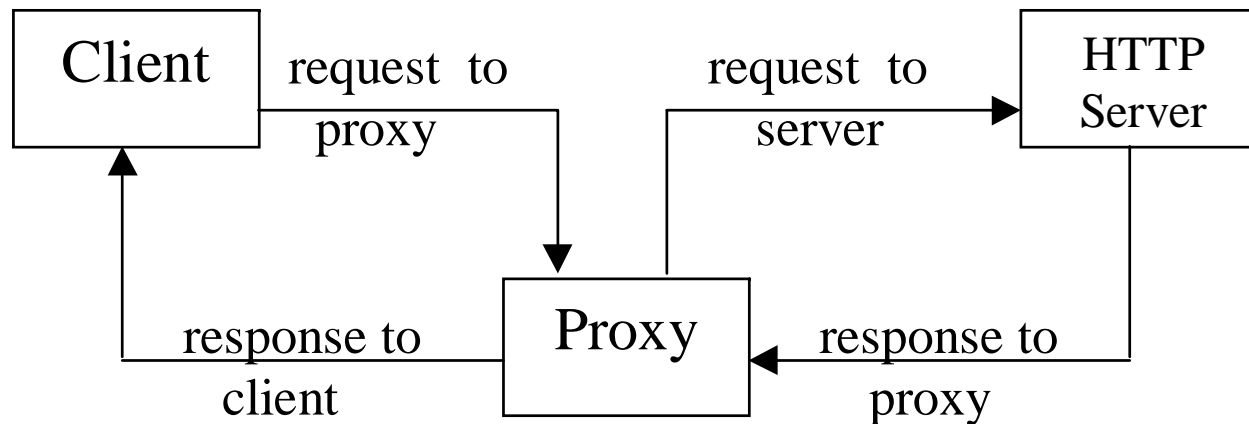 Client
request to
proxy
request to
server
HTTP
Server
Proxy
response to
client
response to
proxy